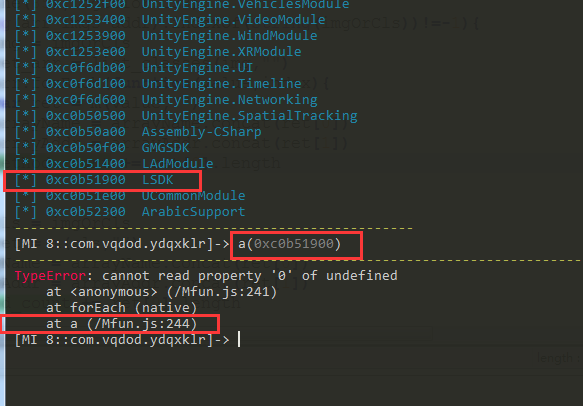 [*] 0xc1252f00 UnityEngine.VehiclesModule
[*] 0xc1253400 UnityEngine.VideoModule
[*] 0xc1253900 UnityEngine.WindModule
[*] 0xc1253e00 UnityEngine.XRModule
[*] 0xc0f6db00 UnityEngine.UI
[*] 0xc0f6d100 UnityEngine.Timeline
[*] 0xc0f6d600 UnityEngine.Networking
[*] 0xc0b50500 UnityEngine.SpatialTracking
[*] 0xc0b50a00 Assembly-CSharp
[*] 0xc0b50f00 GMGSDK
[*] 0xc0b51400 LAdModule
[*] 0xc0b51900 LSDK
[*] 0xc0b51e00 UCommonModule
[*] 0xc0b52300 ArabicSupport
[MI 8::com.vqdod.ydqxklr]-> a(0xc0b51900)
TypeError: cannot read property '0' of undefined
at <anonymous> (/Mfun.js:241)
at forEach (native)
at a (/Mfun.js:244)
[MI 8::com.vqdod.ydqxklr]->